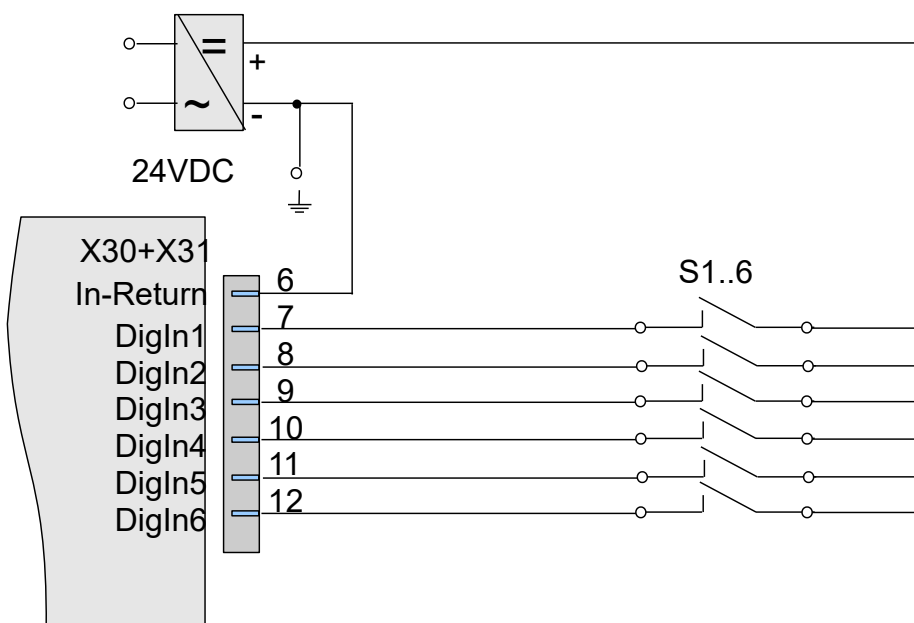 =
+
~
-
24VDC
X30+X31
S1..6
In-Return 6
DigIn1 7
DigIn2 8
DigIn3 9
DigIn4 10
DigIn5 11
DigIn6 12